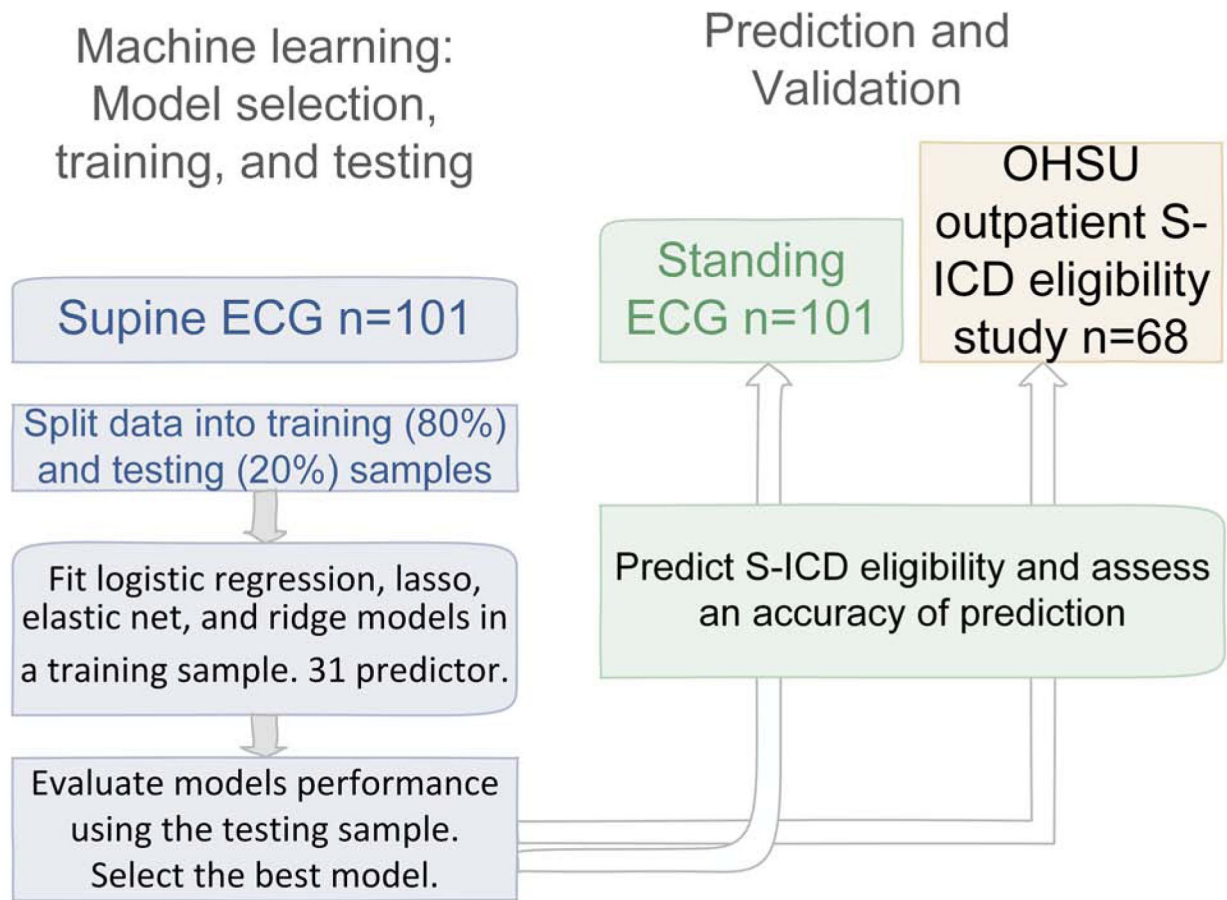 Machine learning:
Model selection,
training, and testing
Supine ECG n=101
Split data into training (80%)
and testing (20%) samples
Fit logistic regression, lasso,
elastic net, and ridge models in
a training sample. 31 predictor.
Evaluate models performance
using the testing sample.
Select the best model.
Prediction and
Validation
Standing
ECG n=101
OHSU
outpatient S-
ICD eligibility
study n=68
Predict S-ICD eligibility and assess
an accuracy of prediction